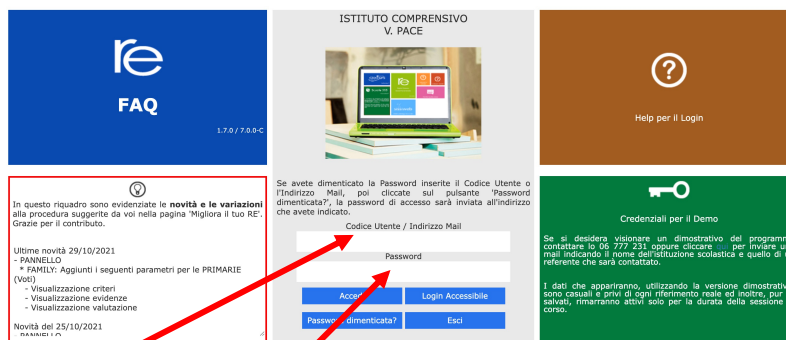 re
FAQ
1.7.0 / 7.0.0-C
In questo riquadro sono evidenziate le novità e le variazioni
alla procedura suggerite da voi nella pagina 'Migliora il tuo RE'.
Grazie per il contributo.
Ultime novità 29/10/2021
- PANNELLO
* FAMILY: Aggiunti i seguenti parametri per le PRIMARIE
(Voti)
- Visualizzazione criteri
- Visualizzazione evidenze
- Visualizzazione valutazione
Novità del 25/10/2021
- PANNELLO
ISTITUTO COMPRENSIVO
V. PACE
Se avete dimenticato la Password inserite il Codice Utente o
l'Indirizzo Mail, poi cliccate sul pulsante 'Password
dimenticata?', la password di accesso sarà inviata all'indirizzo
che avete indicato.
Codice Utente / Indirizzo Mail
Password
Login Accessibile
Password dimenticata?
Esci
Help per il Login
Credenziali per il Demo
Se si desidera visionare un dimostrativo del
contattare lo 06 777 231 oppure cliccare qui per inviare
mail indicando il nome dell'istituzione scolastica e quello di
referente che sarà contattato.
I dati che appariranno, utilizzando la versione
sono casuali e privi di ogni riferimento reale ed inoltre, pur
salvati, rimarranno attivi solo per la durata della sessione
corso.